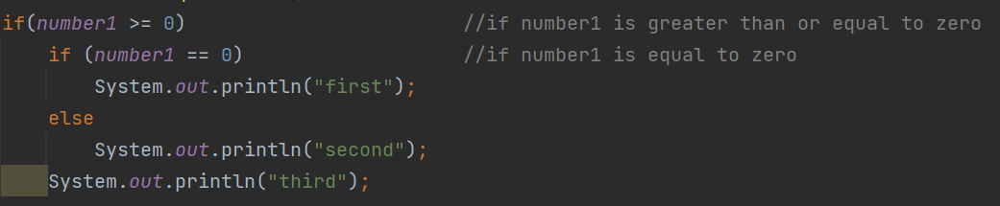 if(number1 >= 0)                        //if number1 is greater than or equal to zero
    if (number1 == 0)                   //if number1 is equal to zero
        System.out.println("first");
    else
        System.out.println("second");
    System.out.println("third");